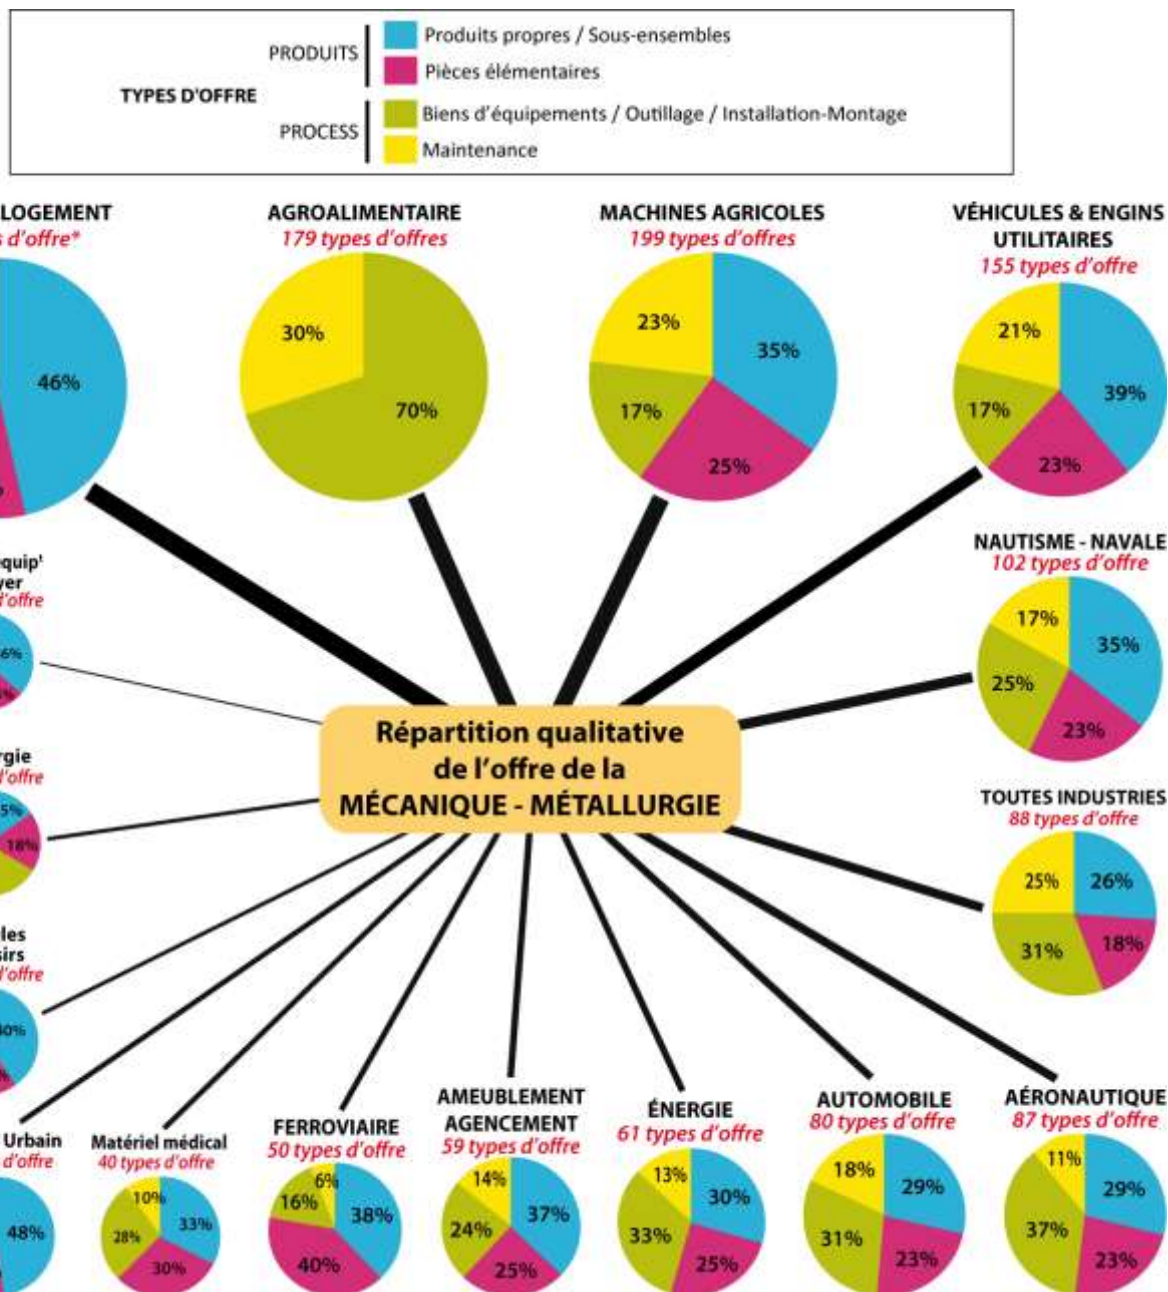 PRODUITS
Produits propres / Sous-ensembles
Pièces élémentaires
TYPES D'OFFRE
PROCESS
Biens d'équipements / Outillage / Installation-Montage
Maintenance
LOGEMENT
d'offre*
46%
AGROALIMENTAIRE
179 types d'offres
30%
70%
MACHINES AGRICOLES
199 types d'offres
23%
35%
17%
25%
VÉHICULES & ENGINS
UTILITAIRES
155 types d'offre
21%
39%
17%
23%
NAUTISME - NAVALE
102 types d'offre
17%
35%
25%
23%
d'offre
Répartition qualitative
de l'offre de la
MÉCANIQUE - MÉTALLURGIE
d'offre
18%
TOUTES INDUSTRIES
88 types d'offre
25%
26%
31%
18%
d'offre
Urbain
d'offre
48%
Matériel médical
40 types d'offre
10%
33%
28%
30%
FERROVIAIRE
50 types d'offre
6%
16%
38%
40%
AMEUBLEMENT
AGENCEMENT
59 types d'offre
14%
37%
24%
25%
ÉNERGIE
61 types d'offre
13%
30%
33%
25%
AUTOMOBILE
80 types d'offre
18%
29%
31%
23%
AÉRONAUTIQUE
87 types d'offre
11%
29%
37%
23%